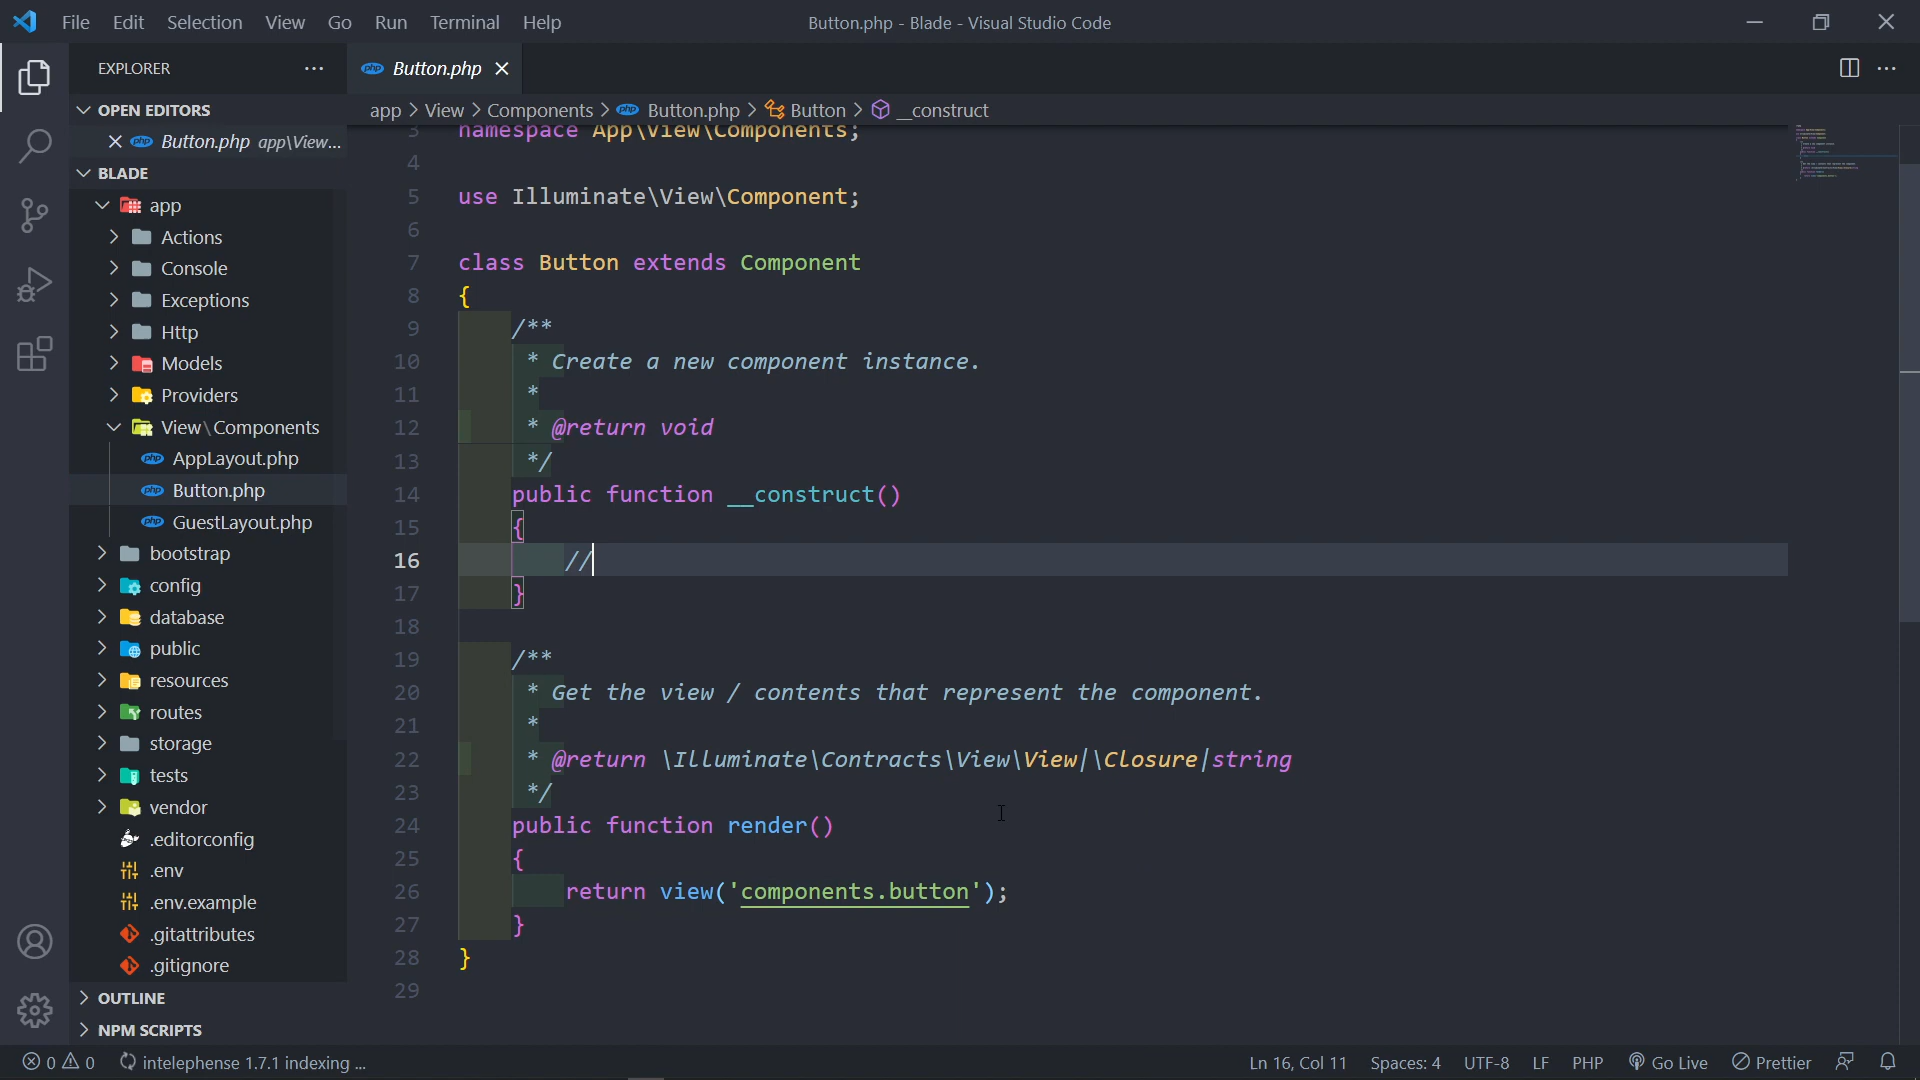 File Edit Selection View Go Run Terminal Help
Button.php - Blade - Visual Studio Code
EXPLORER
Button.php
OPEN EDITORS
Button.php app\View...
app > View > Components > Button.php > Button > __construct
BLADE
app
Actions
Console
Exceptions
Http
Models
Providers
View\Components
AppLayout.php
Button.php
GuestLayout.php
bootstrap
config
database
public
resources
routes
storage
tests
vendor
.editorconfig
.env
.env.example
.gitattributes
.gitignore
OUTLINE
NPM SCRIPTS
3 namespace App\View\Components;
4
5 use Illuminate\View\Component;
6
7 class Button extends Component
8 {
9 /**
10 * Create a new component instance.
11 *
12 * @return void
13 */
14 public function __construct()
15 {
16 //
17 }
18
19 /**
20 * Get the view / contents that represent the component.
21 *
22 * @return \Illuminate\Contracts\View\View|\Closure|string
23 */
24 public function render()
25 {
26 return view('components.button');
27 }
28 }
29
0 0 intelephense 1.7.1 indexing ...
Ln 16, Col 11 Spaces: 4 UTF-8 LF PHP Go Live Prettier